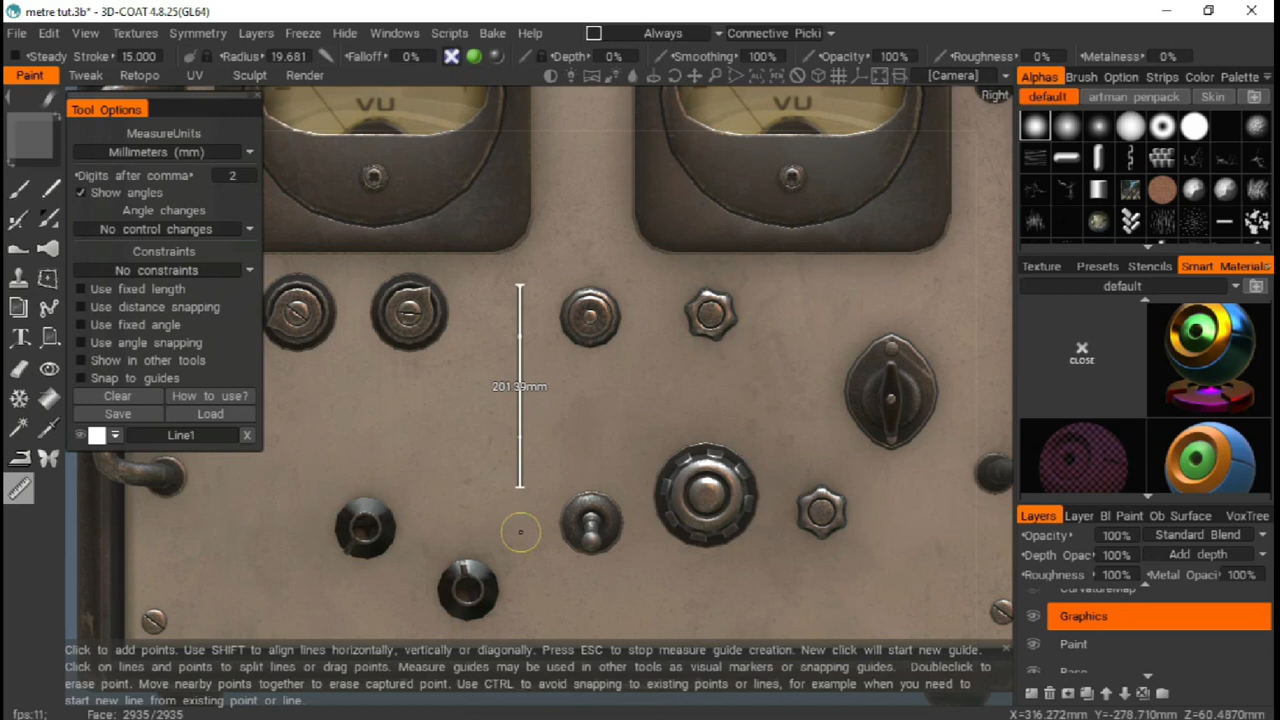 metre tut.3b* - 3D-COAT 4.8.25(GL64)
File Edit View Textures Symmetry Layers Freeze Hide Windows Scripts Bake Help Always Connective Picki
Steady Stroke 15.000 Radius 19.681 Falloff 0% Depth 0% Smoothing 100% Opacity 100% Roughness 0% Metalness 0%
Paint Tweak Retopo UV Sculpt Render [Camera] Alphas Brush Option Strips Color Palette
Right
default artman penpack Skin
Tool Options
MeasureUnits
Millimeters (mm)
Digits after comma 2
Show angles
Angle changes
No control changes
Constraints
No constraints
Use fixed length
Use distance snapping
Use fixed angle
Use angle snapping
Show in other tools
Snap to guides
Clear How to use?
Save Load
Line1 X
VU
VU
201.39mm
Texture Presets Stencils Smart Materials
default
CLOSE
Layers Layer Bl Paint Ob Surface VoxTree
Opacity 100% Standard Blend
Depth Opac 100% Add depth
Roughness 100% Metal Opaci 100%
CurvatureMap
Graphics
Paint
Base
Click to add points. Use SHIFT to align lines horizontally, vertically or diagonally. Press ESC to stop measure guide creation. New click will start new guide.
Click on lines and points to split lines or drag points. Measure guides may be used in other tools as visual markers or snapping guides. Doubleclick to
erase point. Move nearby points together to erase captured point. Use CTRL to avoid snapping to existing points or lines, for example when you need to
start new line from existing point or line.
fps:11; Face: 2935/2935 X=316.272mm Y=-278.710mm Z=60.4870mm